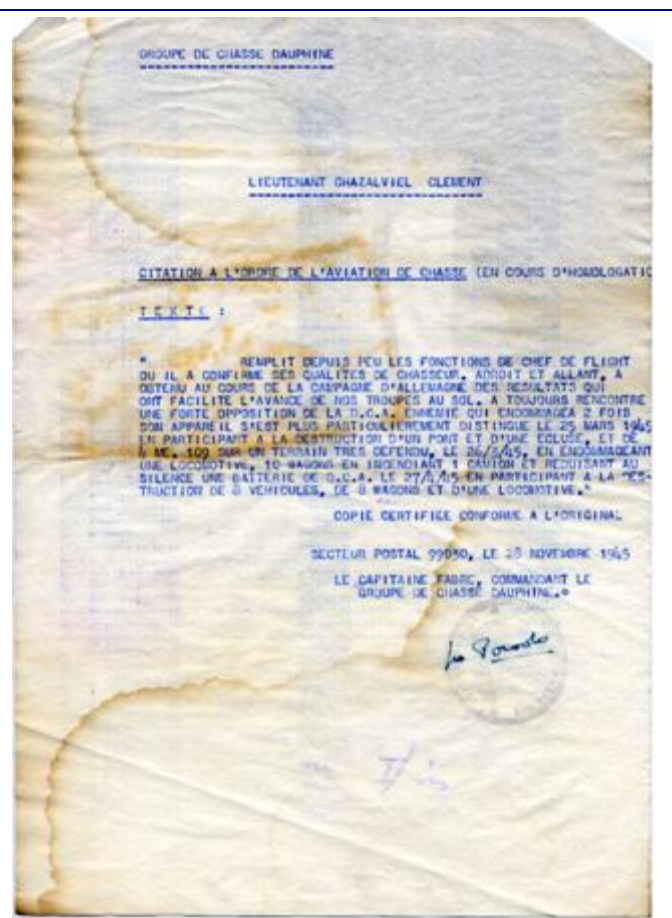 GROUPE DE CHASSE DAUPHINE
LIEUTENANT CHAZALVIEL CLEMENT
CITATION A L'ORDRE DE L'AVIATION DE CHASSE (EN COURS D'HOMOLOGATIO
TEXTE :
" REMPLIT DEPUIS PEU LES FONCTIONS DE CHEF DE FLIGHT
OU IL A CONFIRME SES QUALITES DE CHASSEUR. ADROIT ET ALLANT, A
OBTENU AU COURS DE LA CAMPAGNE D'ALLEMAGNE DES RESULTATS QUI
ONT FACILITE L'AVANCE DE NOS TROUPES AU SOL. A TOUJOURS RENCONTRE
UNE FORTE OPPOSITION DE LA D.C.A. ENNEMIE QUI ENDOMMAGEA 2 FOIS
SON APPAREIL S'EST PLUS PARTICULIEREMENT DISTINGUE LE 25 MARS 1945
EN PARTICIPANT A LA DESTRUCTION D'UN PONT ET D'UNE ECLUSE, ET DE
ME. 109 SUR UN TERRAIN TRES DEFENDU, LE 26/3/45, EN ENDOMMAGEANT
UNE LOCOMOTIVE, 10 WAGONS EN INCENDIANT 1 CAMION ET REDUISANT AU
SILENCE UNE BATTERIE DE D.C.A. LE 27/4/45 EN PARTICIPANT A LA DES-
TRUCTION DE 8 VEHICULES, DE 8 WAGONS ET D'UNE LOCOMOTIVE."
COPIE CERTIFIEE CONFORME A L'ORIGINAL
SECTEUR POSTAL 99050, LE 28 NOVEMBRE 1945
LE CAPITAINE FABRE, COMMANDANT LE
GROUPE DE CHASSE DAUPHINE.